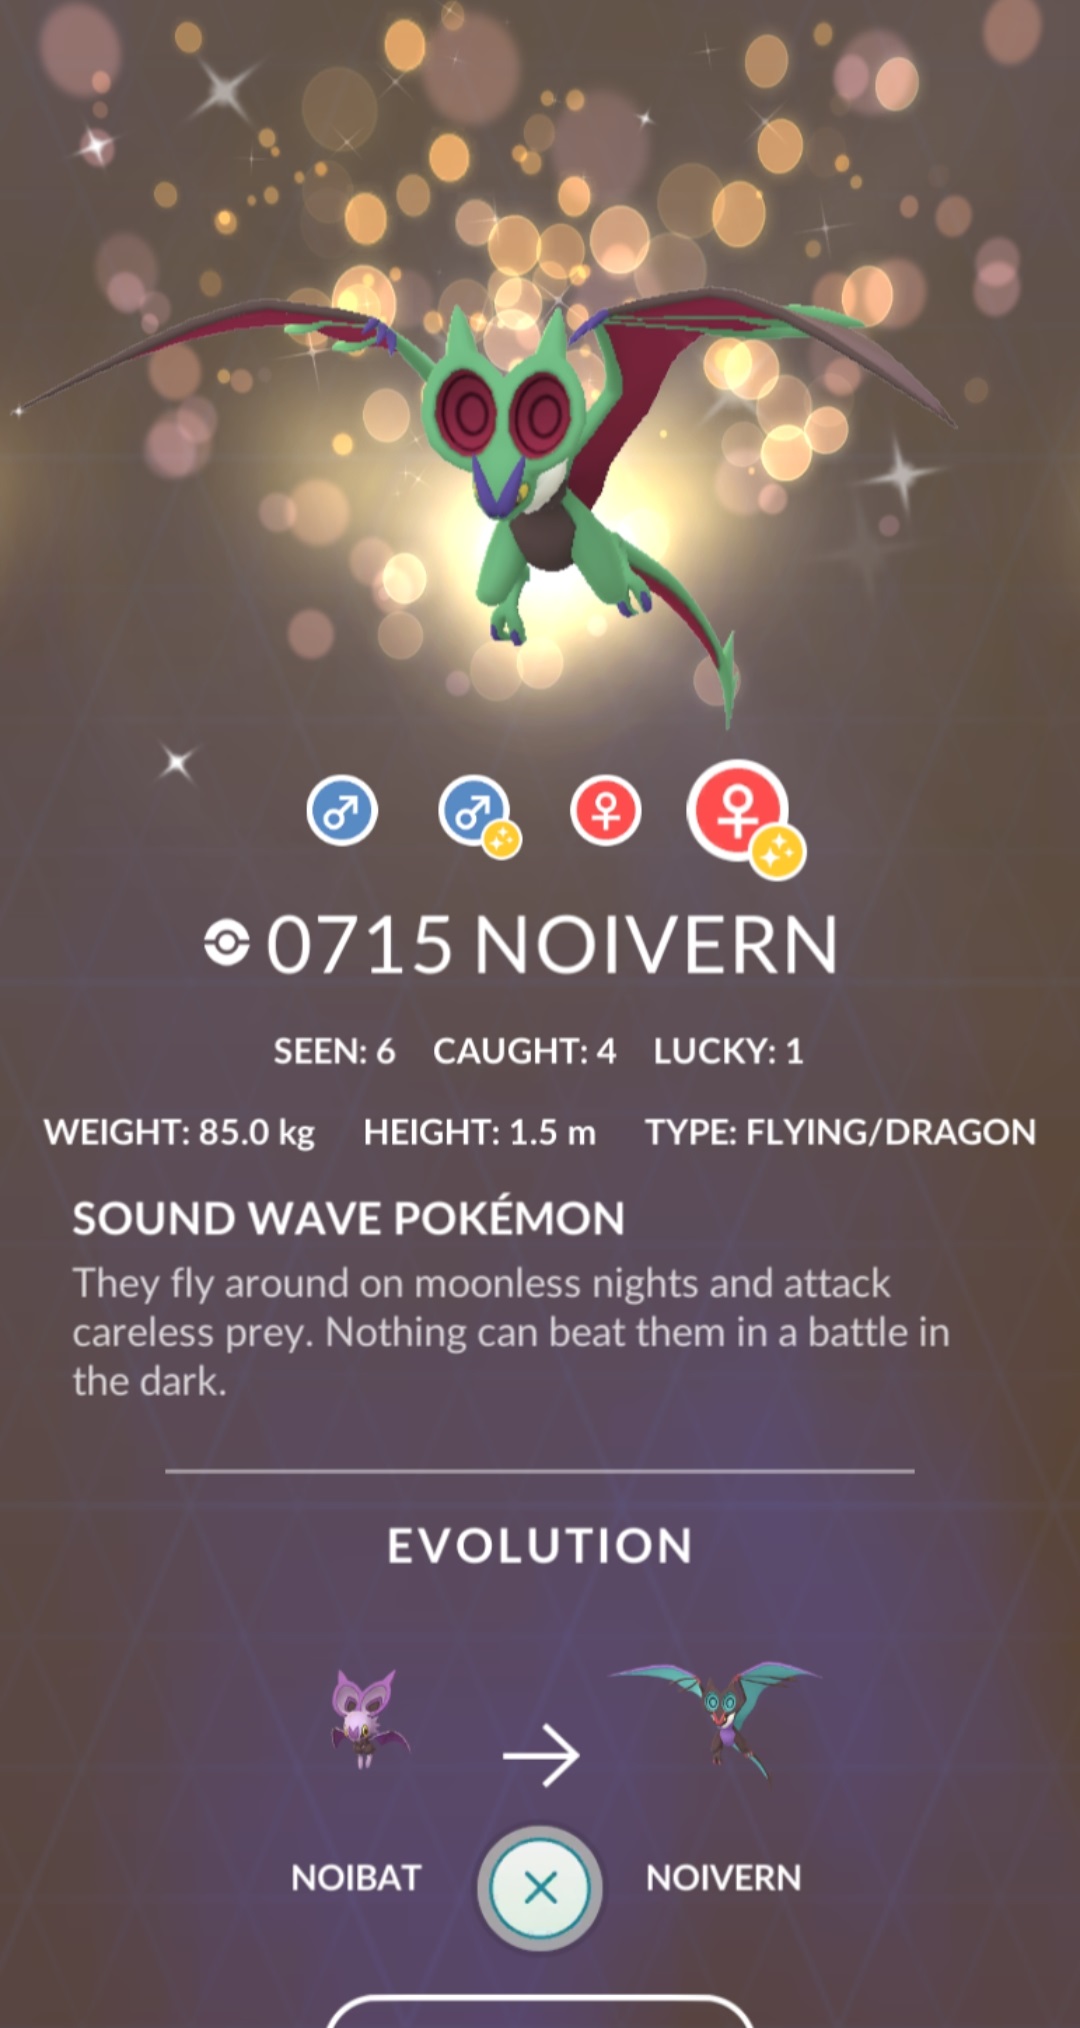 0715 NOIVERN
SEEN: 6 CAUGHT: 4 LUCKY: 1
WEIGHT: 85.0 kg HEIGHT: 1.5 m TYPE: FLYING/DRAGON
SOUND WAVE POKÉMON
They fly around on moonless nights and attack
careless prey. Nothing can beat them in a battle in
the dark.
EVOLUTION
NOIBAT NOIVERN